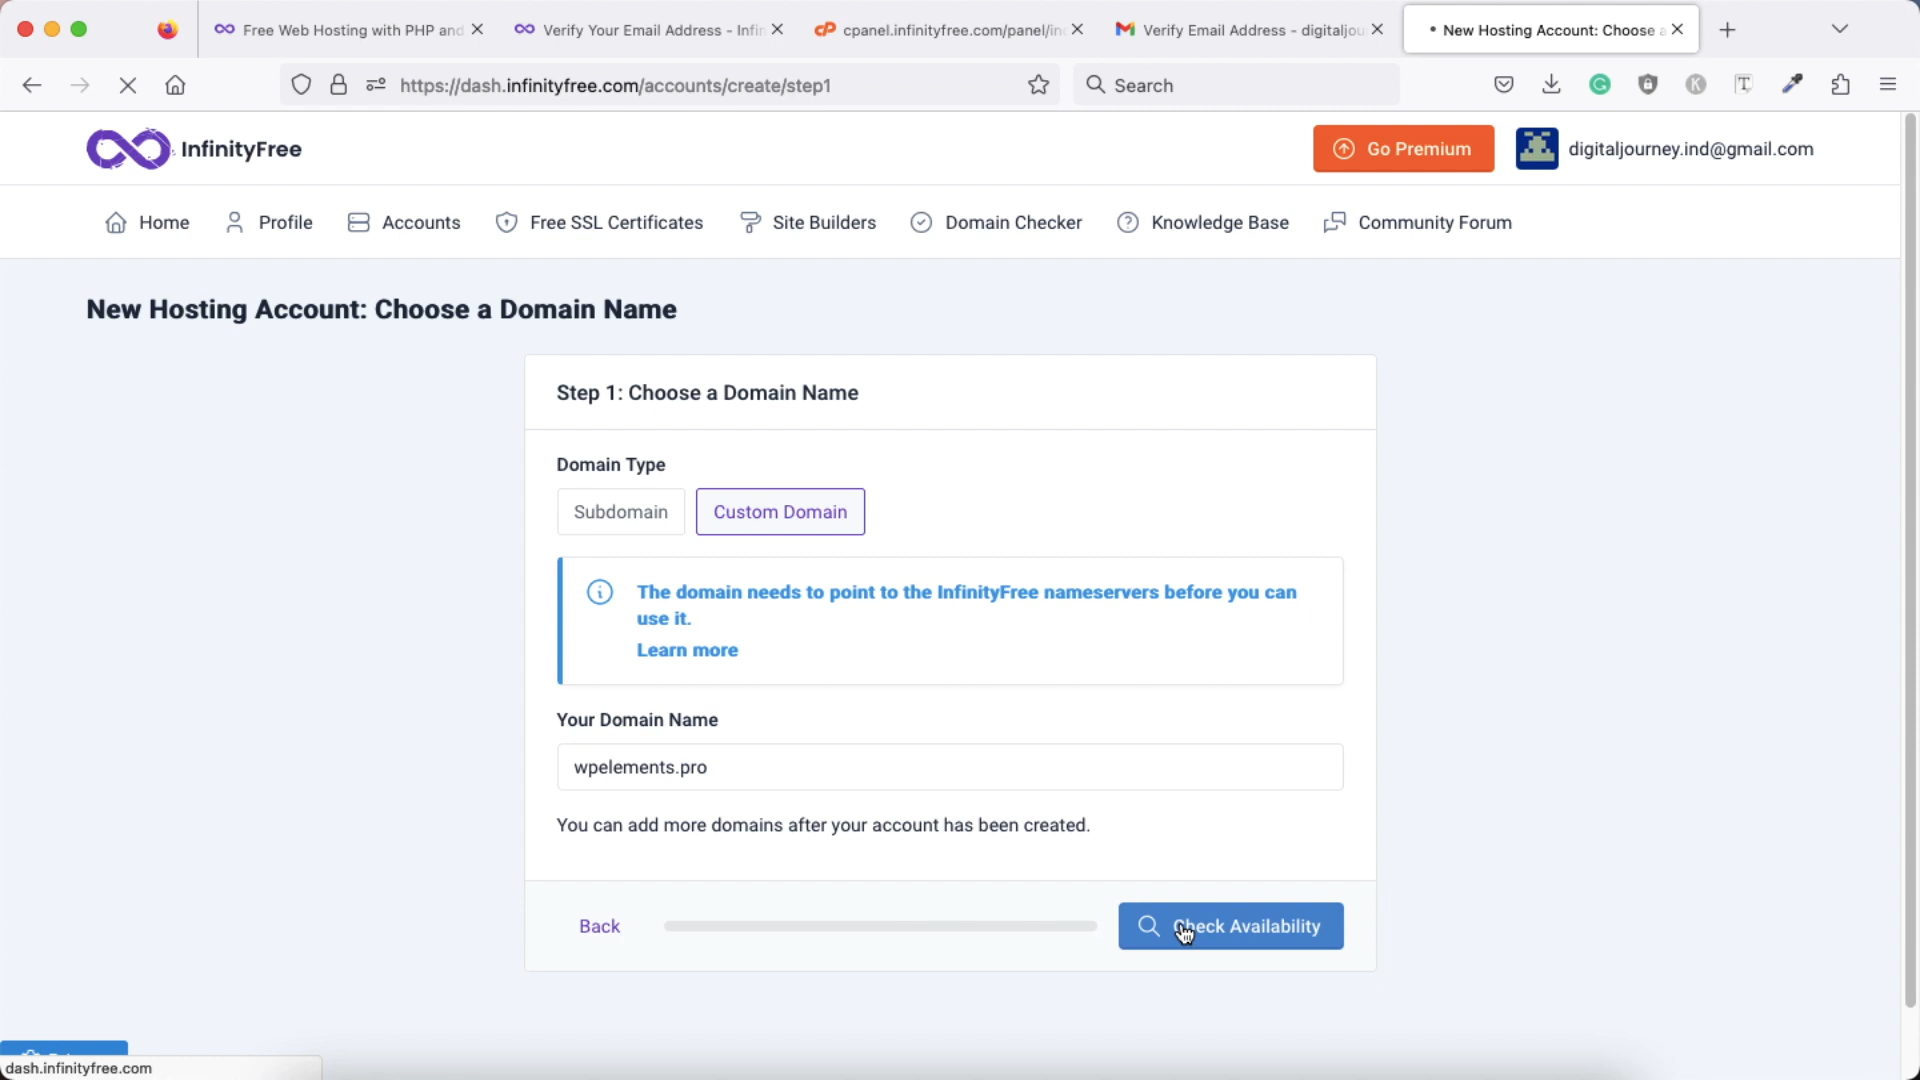 Free Web Hosting with PHP and
Verify Your Email Address - Infin
cpanel.infinityfree.com/panel/in
Verify Email Address - digitaljou
New Hosting Account: Choose a
https://dash.infinityfree.com/accounts/create/step1
Search
InfinityFree
Go Premium
digitaljourney.ind@gmail.com
Home
Profile
Accounts
Free SSL Certificates
Site Builders
Domain Checker
Knowledge Base
Community Forum
New Hosting Account: Choose a Domain Name
Step 1: Choose a Domain Name
Domain Type
Subdomain
Custom Domain
The domain needs to point to the InfinityFree nameservers before you can
use it.
Learn more
Your Domain Name
wpelements.pro
You can add more domains after your account has been created.
Back
Check Availability
dash.infinityfree.com